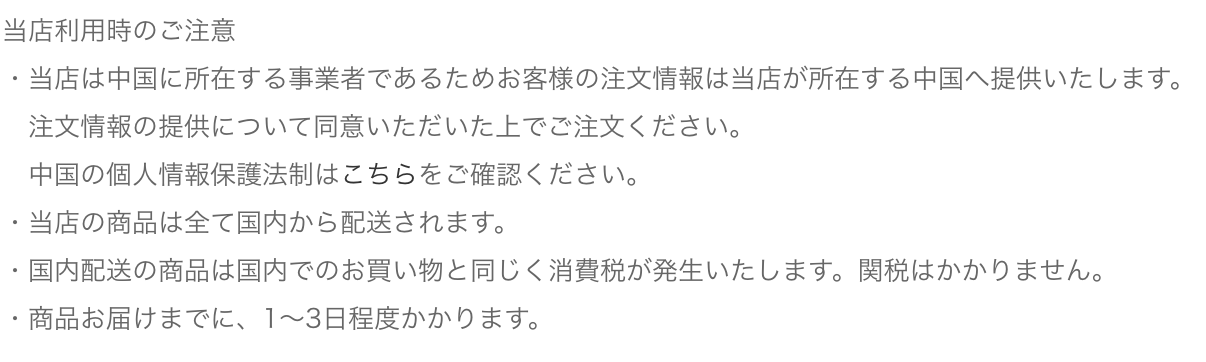 当店利用時のご注意
・当店は中国に所在する事業者であるためお客様の注文情報は当店が所在する中国へ提供いたします。
注文情報の提供について同意いただいた上でご注文ください。
中国の個人情報保護法制はこちらをご確認ください。
・当店の商品は全て国内から配送されます。
・国内配送の商品は国内でのお買い物と同じく消費税が発生いたします。関税はかかりません。
・商品お届けまでに、1〜3日程度かかります。